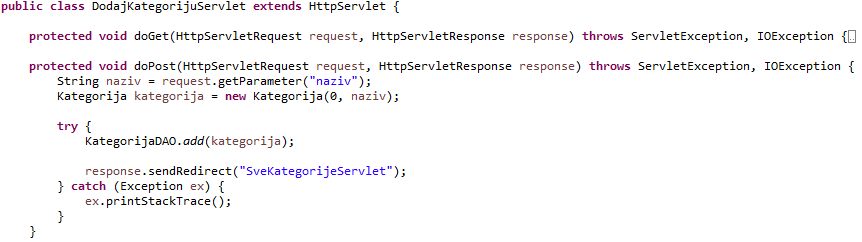 public class DodajKategorijuServlet extends HttpServlet {
protected void doGet(HttpServletRequest request, HttpServletResponse response) throws ServletException, IOException {
protected void doPost(HttpServletRequest request, HttpServletResponse response) throws ServletException, IOException {
String naziv = request.getParameter("naziv");
Kategorija kategorija = new Kategorija(0, naziv);
try {
KategorijaDAO.add(kategorija);
response.sendRedirect("SveKategorijeServlet");
} catch (Exception ex) {
ex.printStackTrace();
}
}